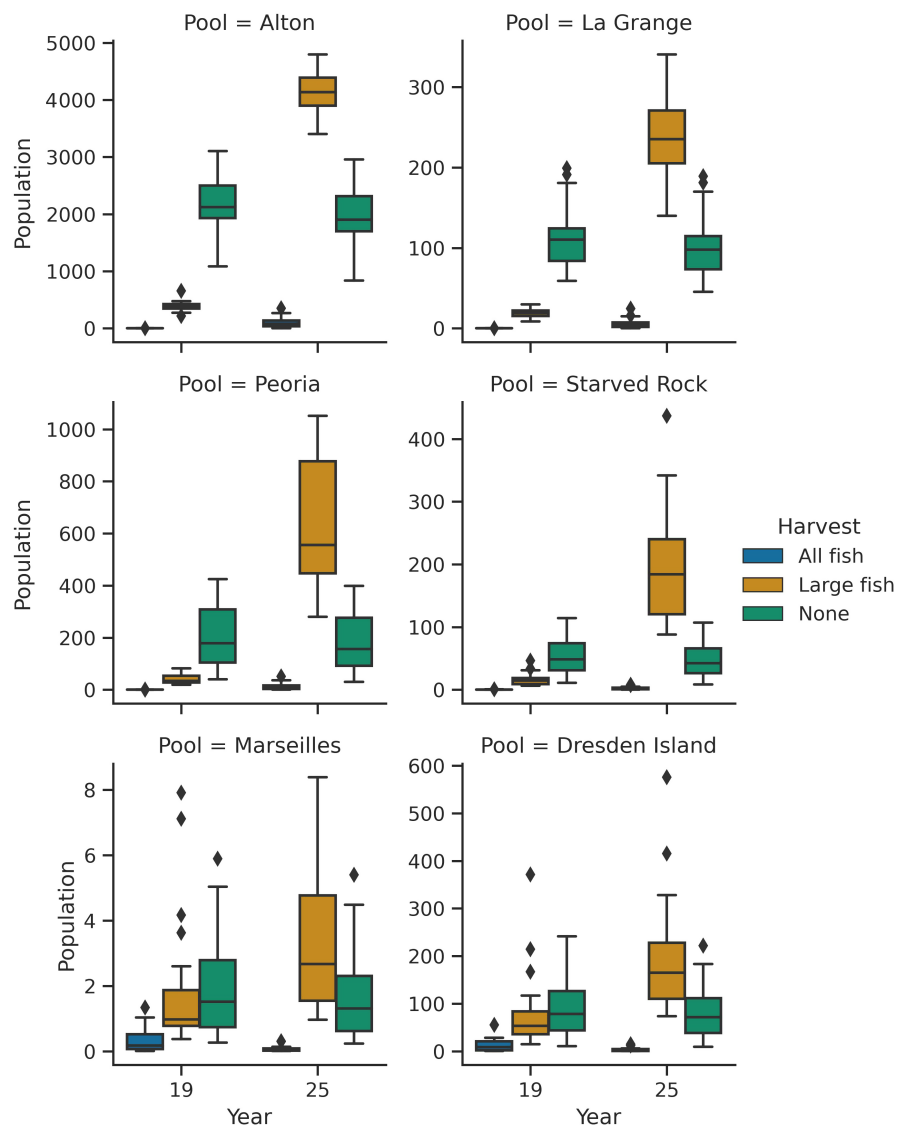 Pool = Alton
Pool = La Grange
5000
4000
3000
2000
1000
0
Population
300
200
100
0
Pool = Peoria
Pool = Starved Rock
1000
800
600
400
200
0
Population
400
300
200
100
0
Harvest
All fish
Large fish
None
Pool = Marseilles
Pool = Dresden Island
8
6
4
2
0
Population
600
500
400
300
200
100
0
19
25
Year
19
25
Year